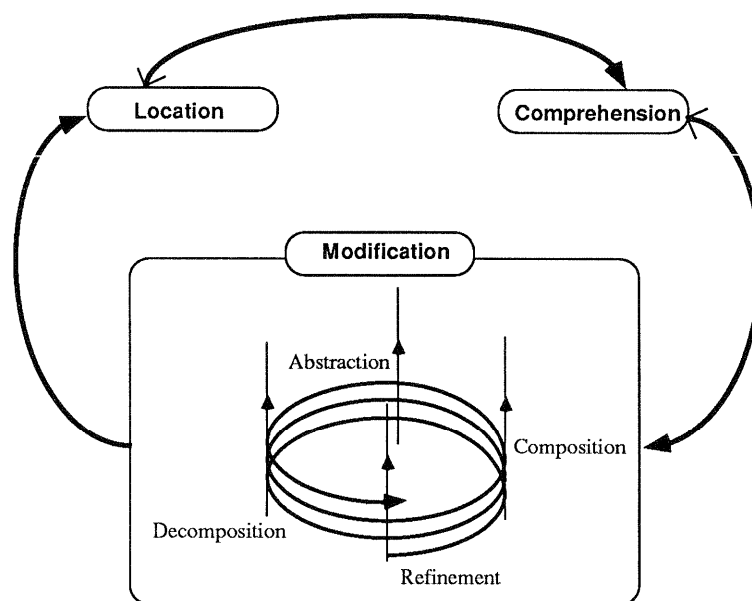 Location
Comprehension
Modification
Abstraction
Composition
Decomposition
Refinement